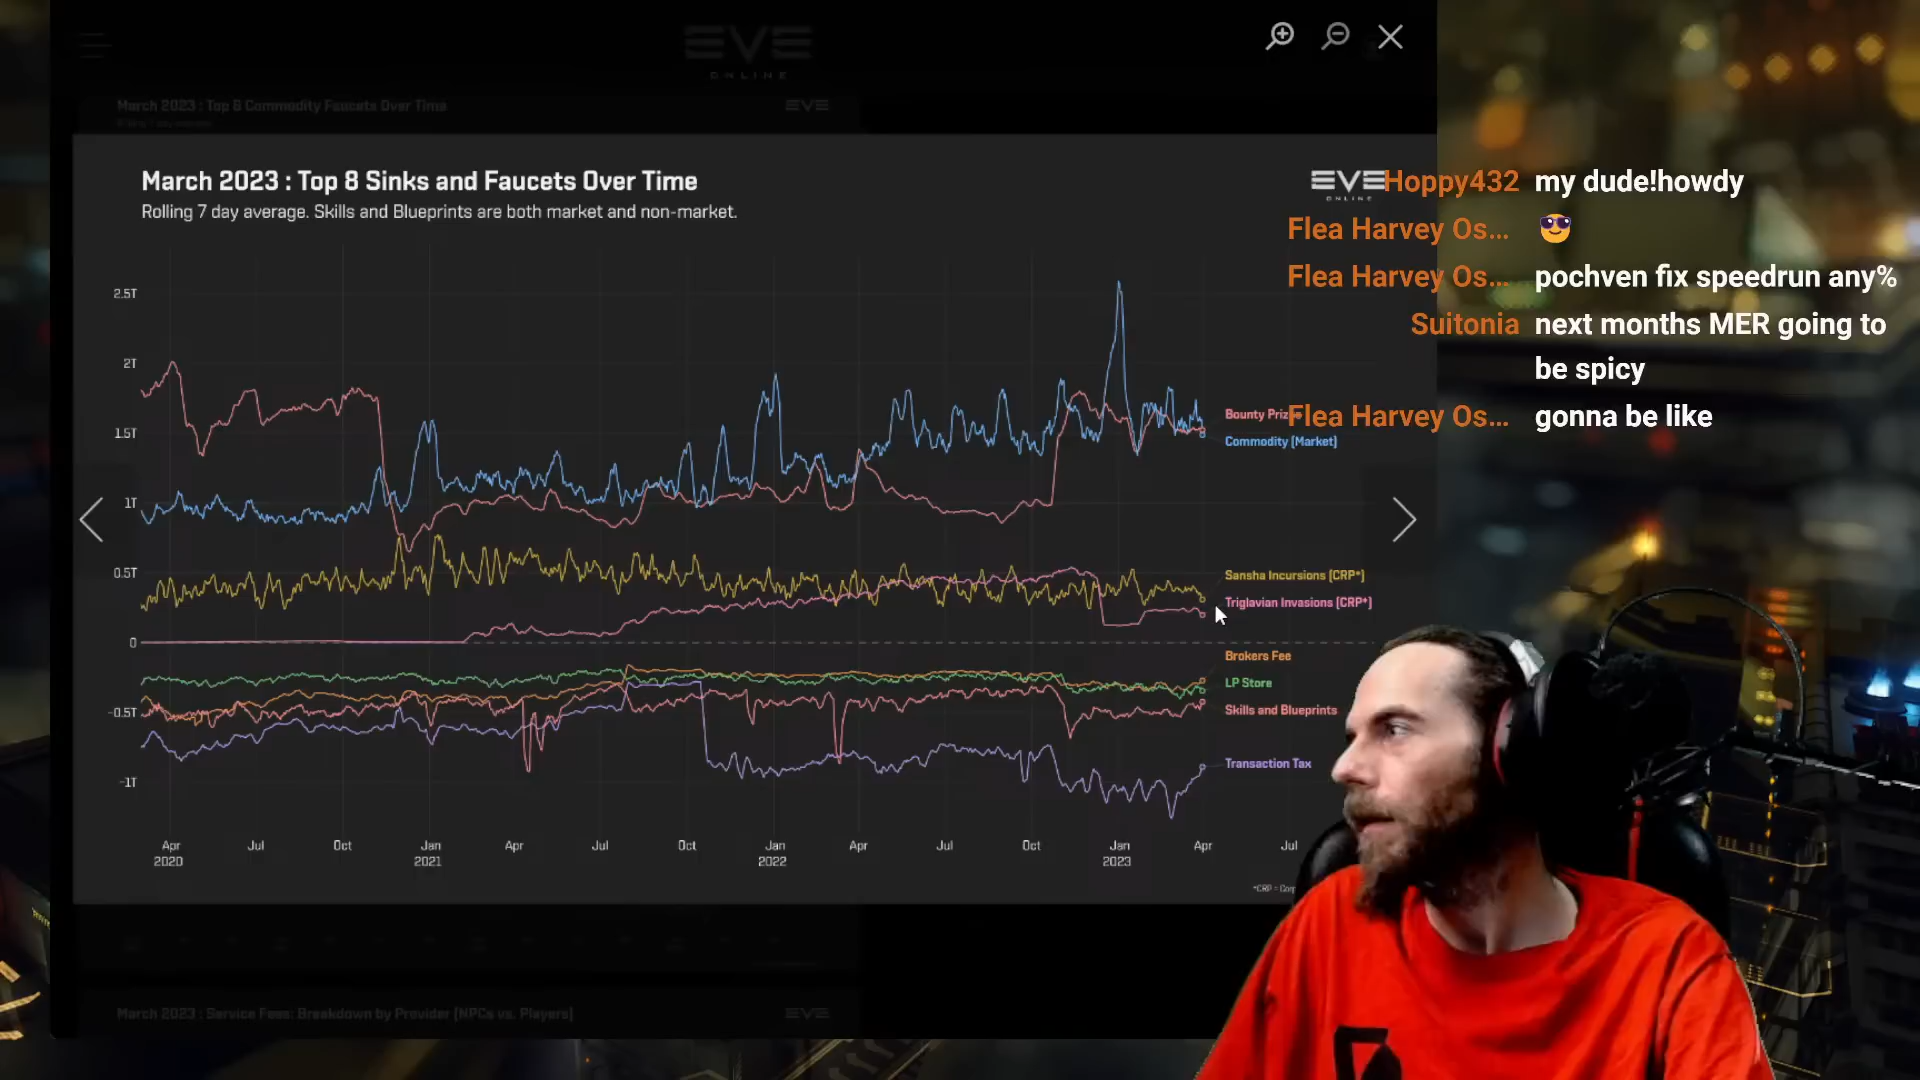 EVE
ONLINE
March 2023 : Top 8 Commodity Faucets Over Time
EVE
March 2023 : Top 8 Sinks and Faucets Over Time
Rolling 7 day average. Skills and Blueprints are both market and non-market.
EVE
ONLINE
Hoppy432 my dude!howdy
Flea Harvey Os... 😎
Flea Harvey Os... pochven fix speedrun any%
Suitonia next months MER going to
be spicy
Flea Harvey Os... gonna be like
2.5T
2T
1.5T
1T
0.5T
0
-0.5T
-1T
Bounty Priz
Commodity (Market)
Sansha Incursions (CRP*)
Triglavian Invasions (CRP*)
Brokers Fee
LP Store
Skills and Blueprints
Transaction Tax
Apr Jul Oct Jan Apr Jul Oct Jan Apr Jul Oct Jan Apr Jul
2020 2021 2022 2023
*CRP = Corp
March 2023 : Service Fees: Breakdown by Provider (NPCs vs. Players)
EVE